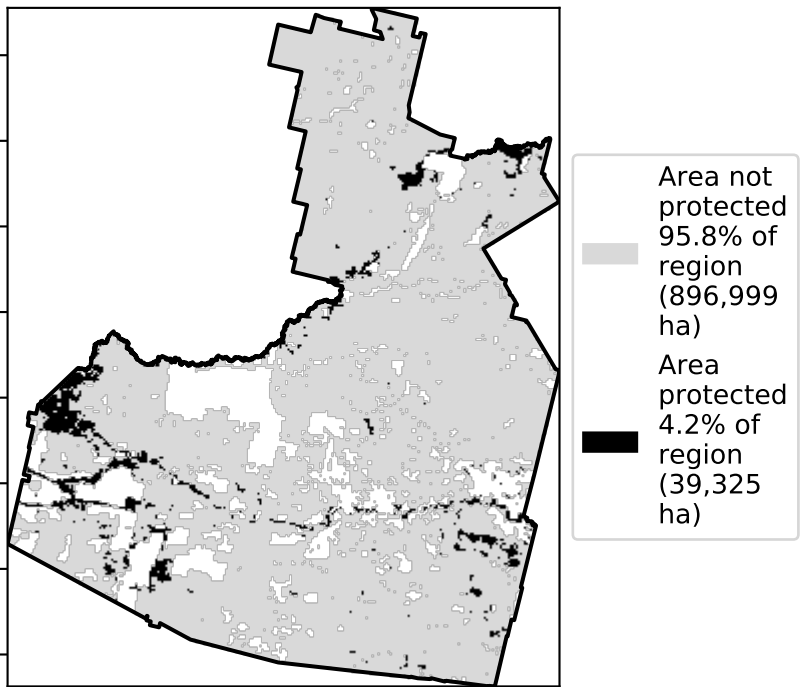 Area not
protected
95.8% of
region
(896,999
ha)
Area
protected
4.2% of
region
(39,325
ha)